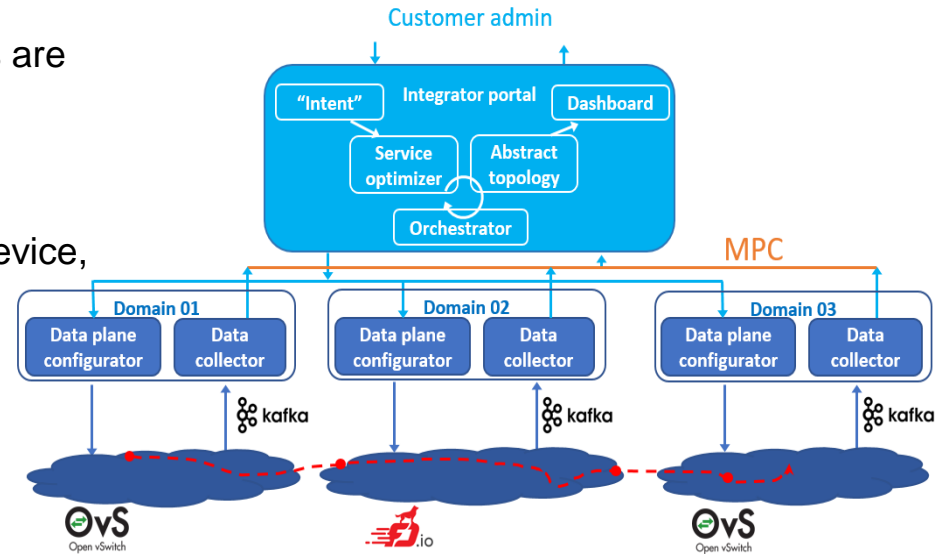 Customer admin
s are
"Intent"
Integrator portal
Dashboard
Service
optimizer
Abstract
topology
Orchestrator
evice,
MPC
Domain 01
Data plane
configurator
Data
collector
Domain 02
Data plane
configurator
Data
collector
Domain 03
Data plane
configurator
Data
collector
kafka
kafka
kafka
OvS
Open vSwitch
.io
OvS
Open vSwitch